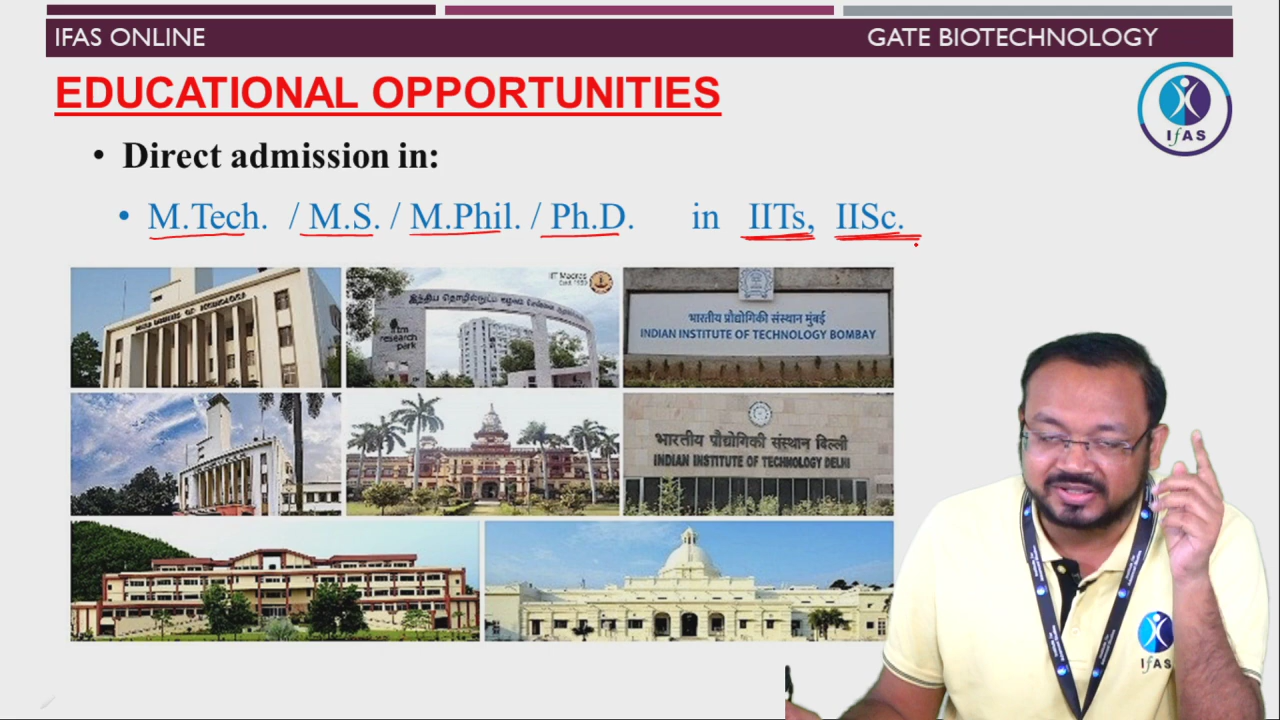 IFAS ONLINE
GATE BIOTECHNOLOGY
EDUCATIONAL OPPORTUNITIES
IfAS
• Direct admission in:
• M.Tech. / M.S. / M.Phil. / Ph.D. in IITs, IISc.
IIT Madras
research
park
भारतीय प्रौद्योगिकी संस्थान मुंबई
INDIAN INSTITUTE OF TECHNOLOGY BOMBAY
भारतीय प्रौद्योगिकी संस्थान दिल्ली
INDIAN INSTITUTE OF TECHNOLOGY DELHI
IfAS